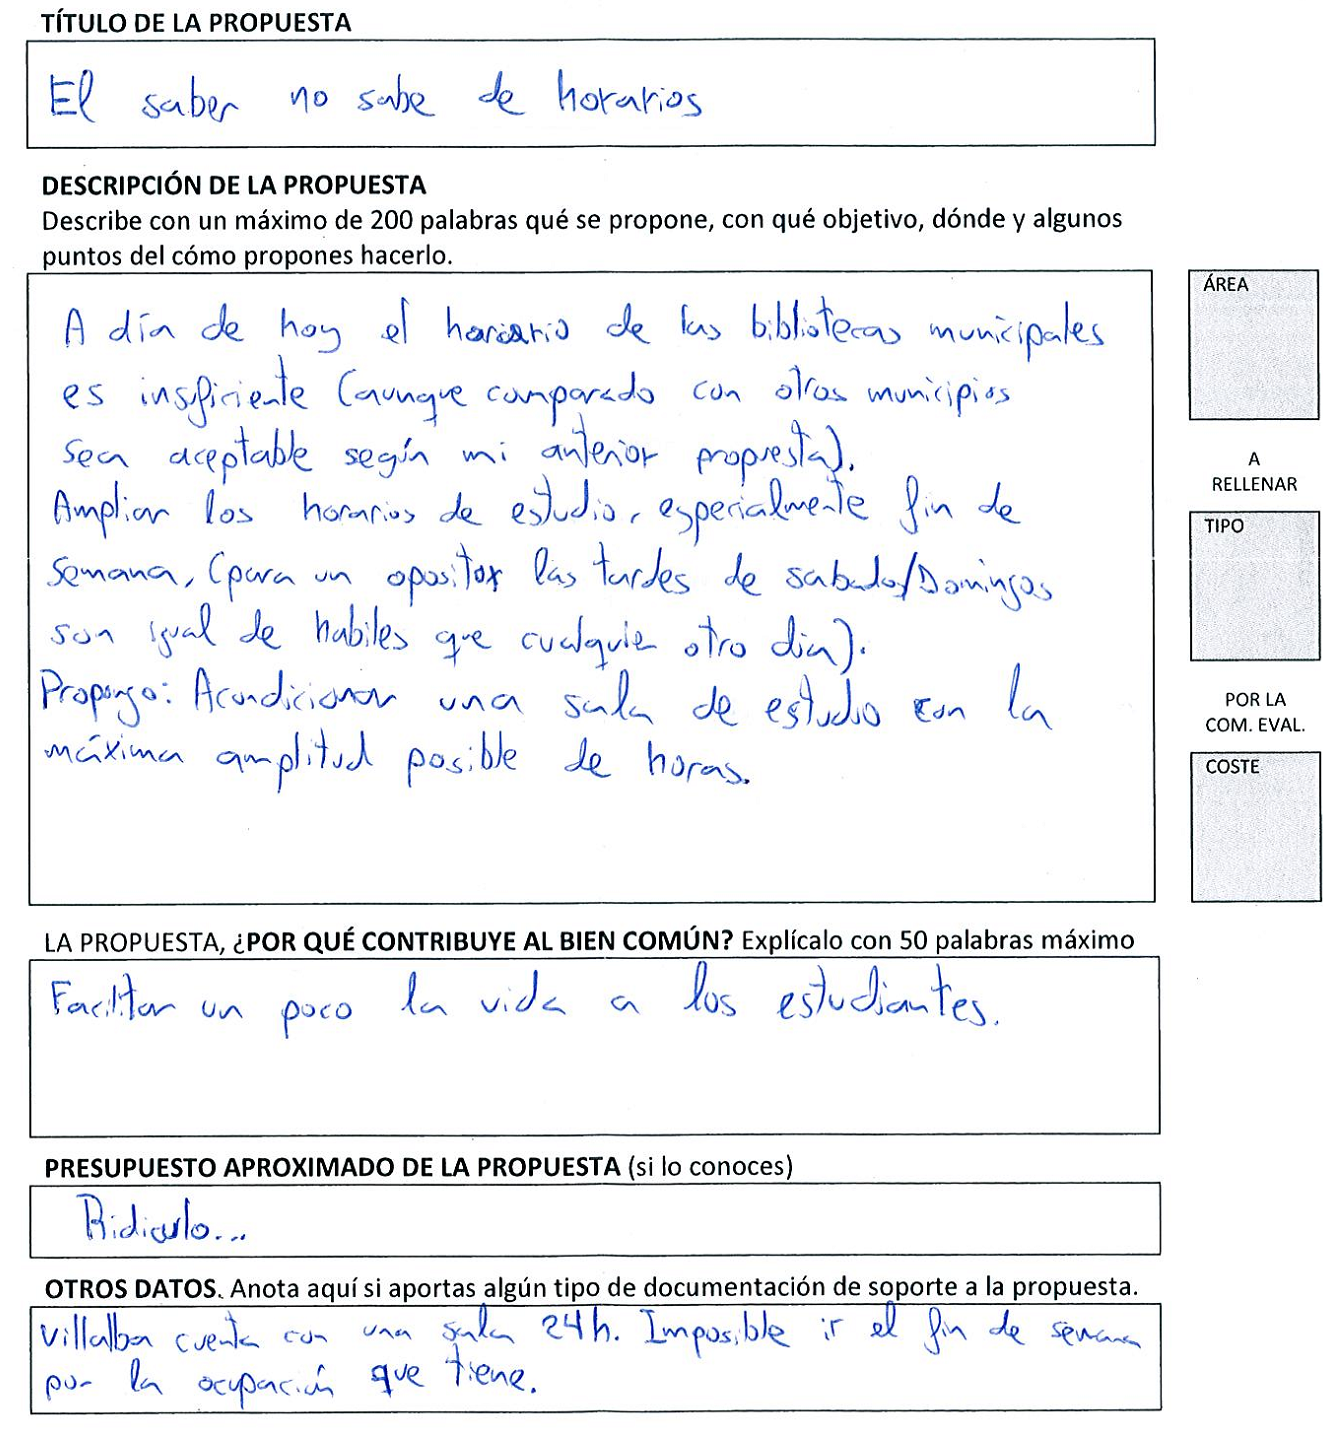 TÍTULO DE LA PROPUESTA
El saber no sabe de horarios
DESCRIPCIÓN DE LA PROPUESTA
Describe con un máximo de 200 palabras qué se propone, con qué objetivo, dónde y algunos
puntos del cómo propones hacerlo.
A día de hoy el horario de las bibliotecas municipales
es insuficiente (aunque comparado con otros municipios
sea aceptable según mi anterior propuesta).
Ampliar los horarios de estudio, especialmente fin de
semana, (para un opositor las tardes de sabados/Domingos
son igual de habiles que cualquier otro día).
Propongo: Acondicionar una sala de estudio con la
máxima amplitud posible de horas.
ÁREA
A
RELLENAR
TIPO
POR LA
COM. EVAL.
COSTE
LA PROPUESTA, ¿POR QUÉ CONTRIBUYE AL BIEN COMÚN? Explícalo con 50 palabras máximo
Facilitar un poco la vida a los estudiantes.
PRESUPUESTO APROXIMADO DE LA PROPUESTA (si lo conoces)
Ridiculo...
OTROS DATOS. Anota aquí si aportas algún tipo de documentación de soporte a la propuesta.
Villalba cuenta con una sala 24h. Imposible ir el fin de semana
por la ocupación que tiene.